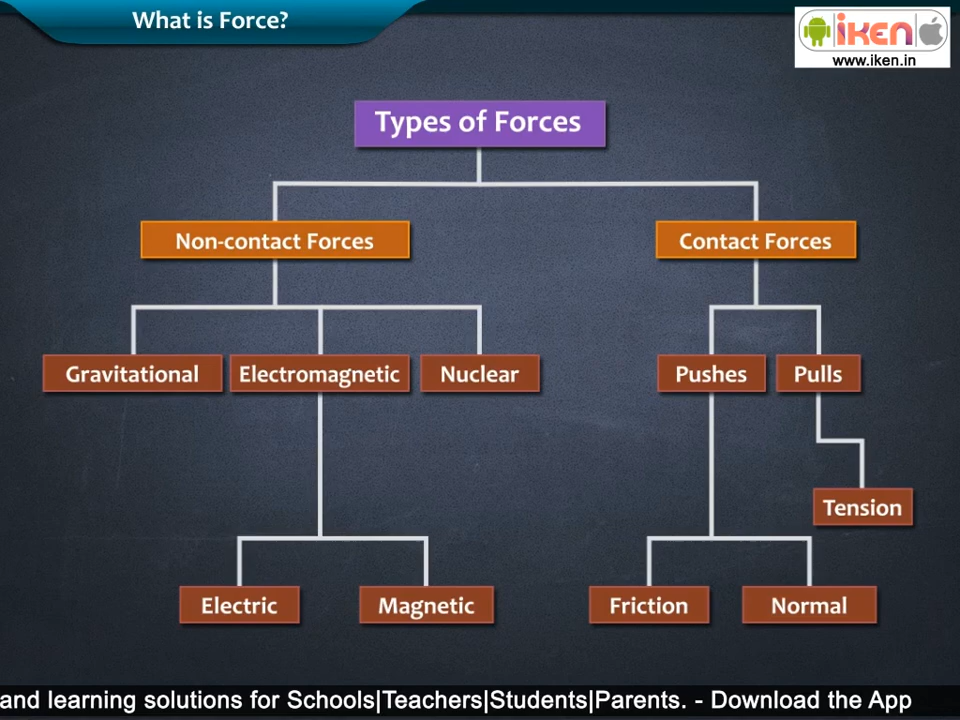 What is Force?
iKEN
www.iken.in
Types of Forces
Non-contact Forces
Contact Forces
Gravitational
Electromagnetic
Nuclear
Pushes
Pulls
Tension
Electric
Magnetic
Friction
Normal
and learning solutions for Schools|Teachers|Students|Parents. - Download the App